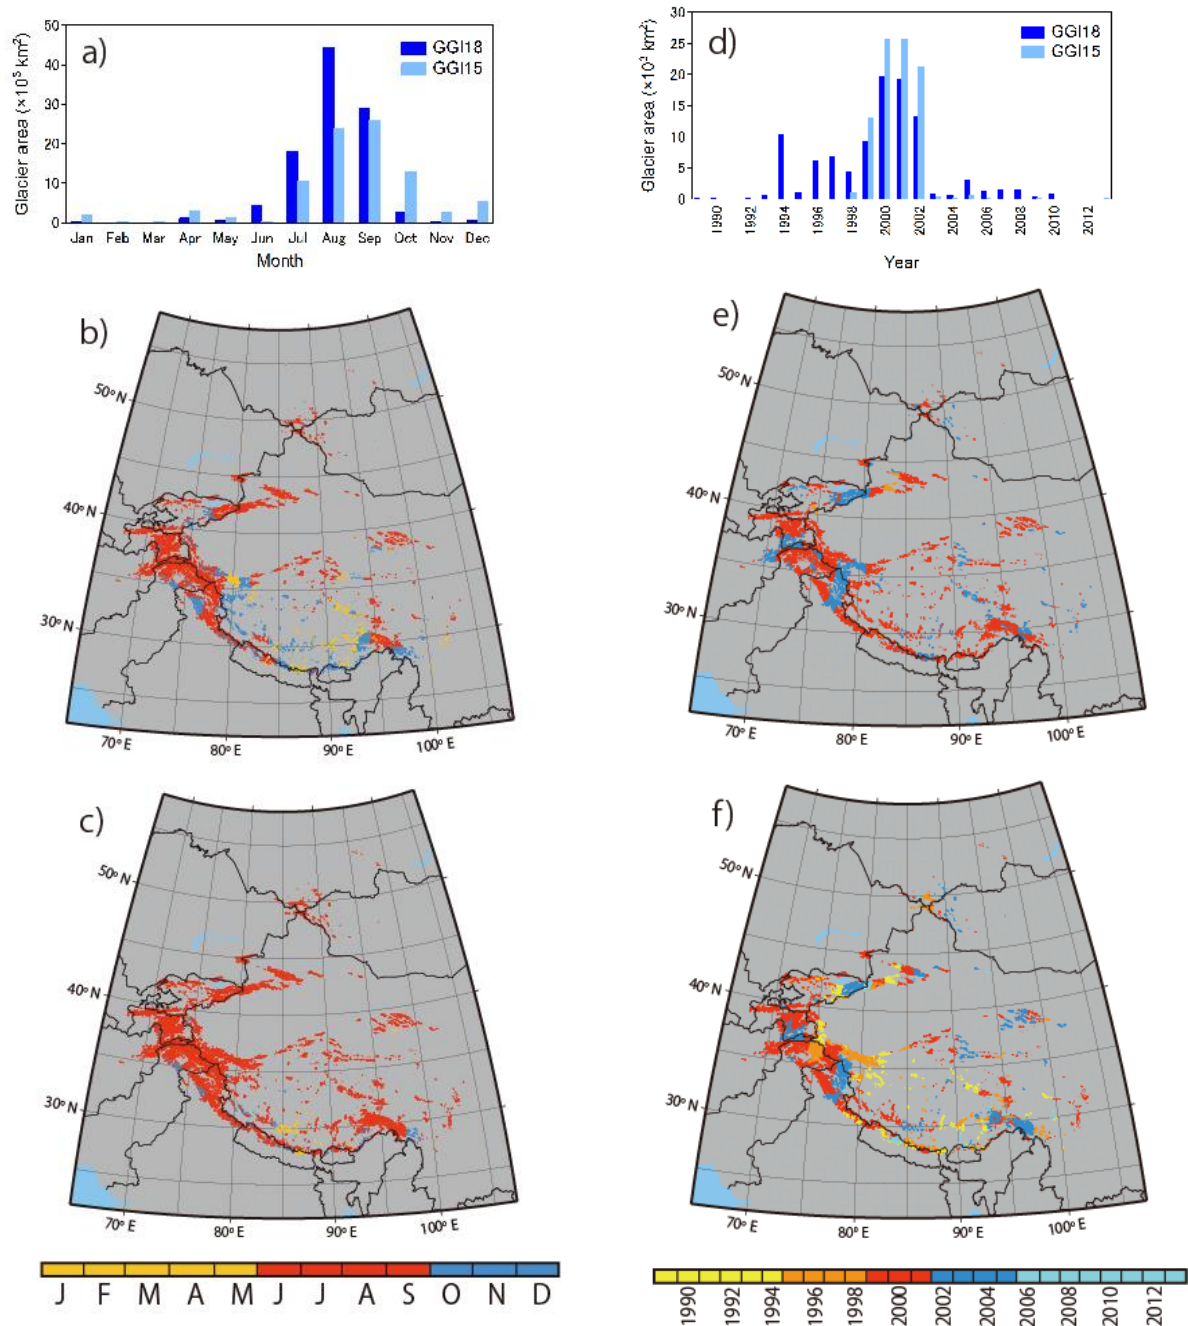 a)
50
40
30
20
10
0
Glacier area (×10³ km²)
GGI18
GGI15
Jan Feb Mar Apr May Jun Jul Aug Sep Oct Nov Dec
Month
d)
30
25
20
15
10
5
0
Glacier area (×10³ km²)
GGI18
GGI15
1990 1992 1994 1996 1998 2000 2002 2004 2006 2008 2010 2012
Year
b)
50° N
40° N
30° N
70° E 80° E 90° E 100° E
e)
50° N
40° N
30° N
70° E 80° E 90° E 100° E
c)
50° N
40° N
30° N
70° E 80° E 90° E 100° E
f)
50° N
40° N
30° N
70° E 80° E 90° E 100° E
J F M A M J J A S O N D
1990 1992 1994 1996 1998 2000 2002 2004 2006 2008 2010 2012